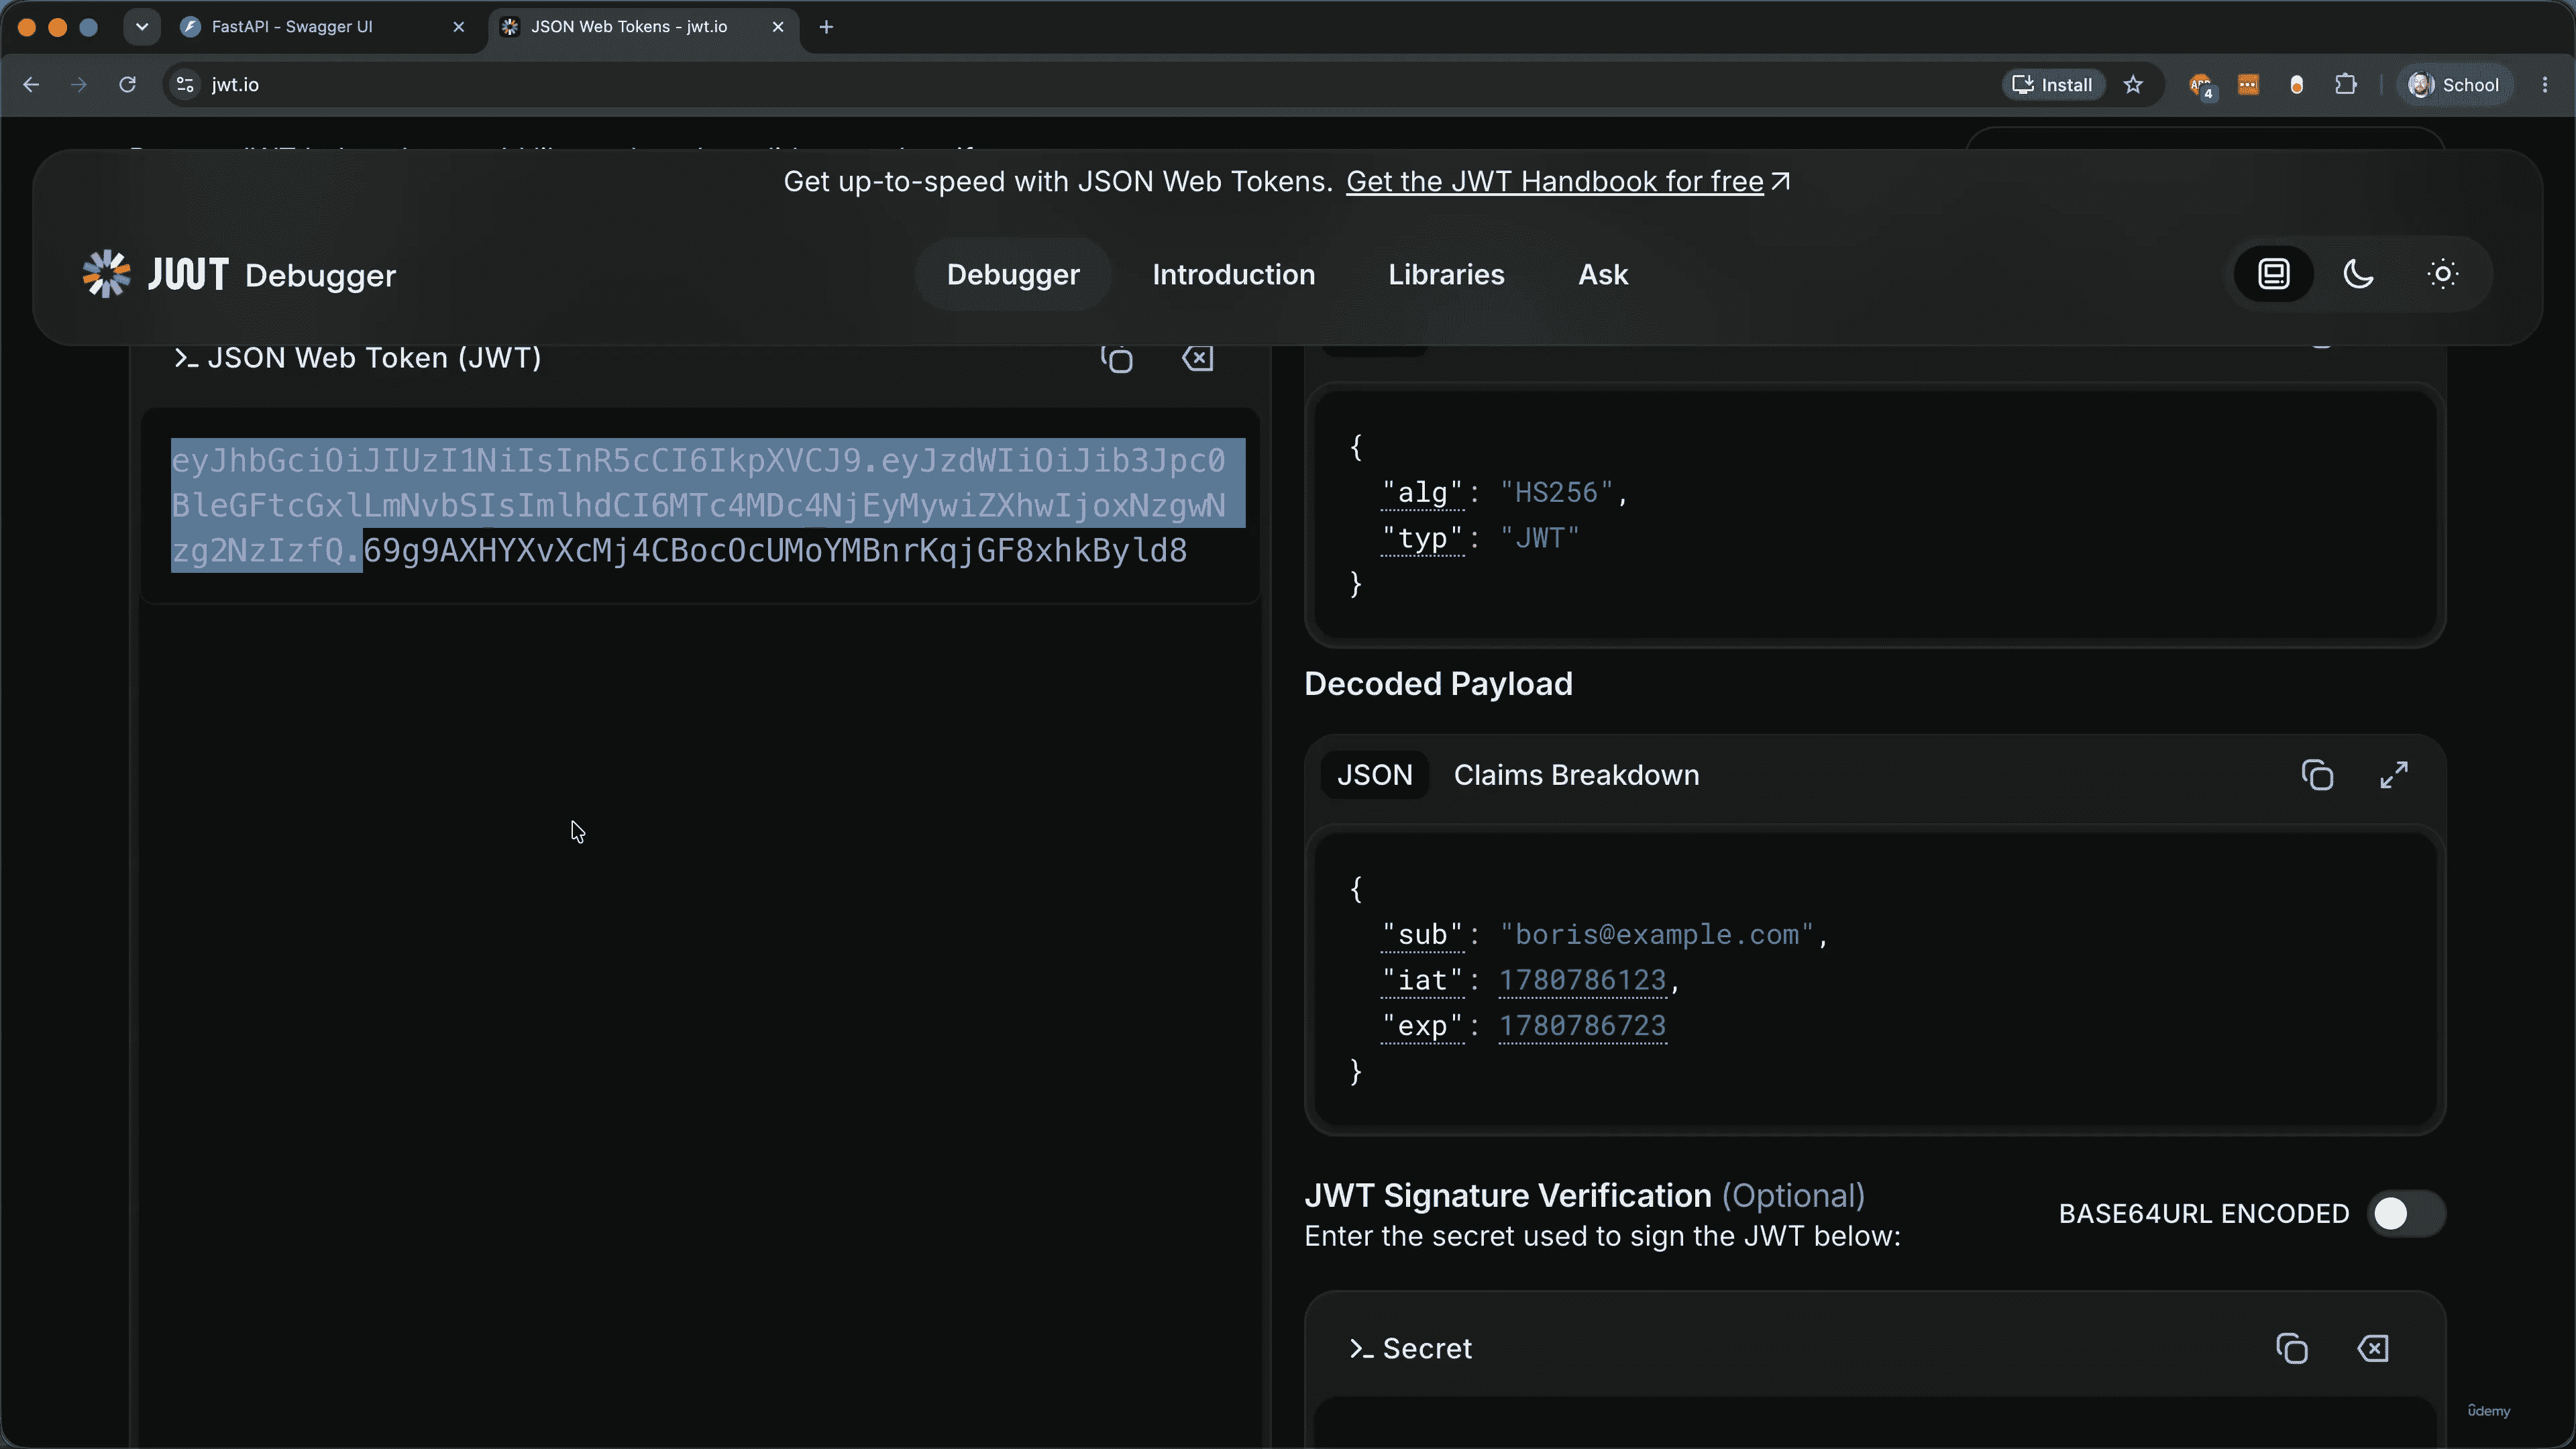 FastAPI - Swagger UI
JSON Web Tokens - jwt.io
jwt.io
Install
4
School
Get up-to-speed with JSON Web Tokens. Get the JWT Handbook for free
JWT Debugger
Debugger
Introduction
Libraries
Ask
>_ JSON Web Token (JWT)
eyJhbGciOiJIUzI1NiIsInR5cCI6IkpXVCJ9.eyJzdWIiOiJib3Jpc0
BleGFtcGxlLmNvbSIsImlhdCI6MTc4MDc4NjEyMywiZXhwIjoxNzgwN
zg2NzIzfQ.69g9AXHYXvXcMj4CBocOcUMoYMBnrKqjGF8xhkByld8
{
"alg": "HS256",
"typ": "JWT"
}
Decoded Payload
JSON
Claims Breakdown
{
"sub": "boris@example.com",
"iat": 1780786123,
"exp": 1780786723
}
JWT Signature Verification (Optional)
Enter the secret used to sign the JWT below:
BASE64URL ENCODED
>_ Secret
ûdemy